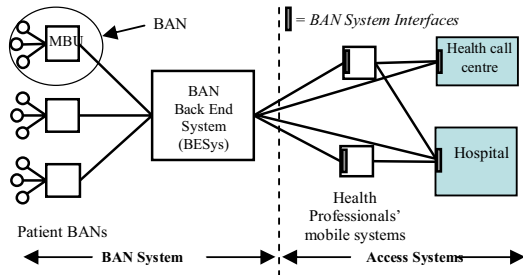 BAN
= BAN System Interfaces
MBU
Health call
centre
BAN
Back End
System
(BESys)
Hospital
Health
Professionals'
mobile systems
Patient BANs
BAN System
Access Systems